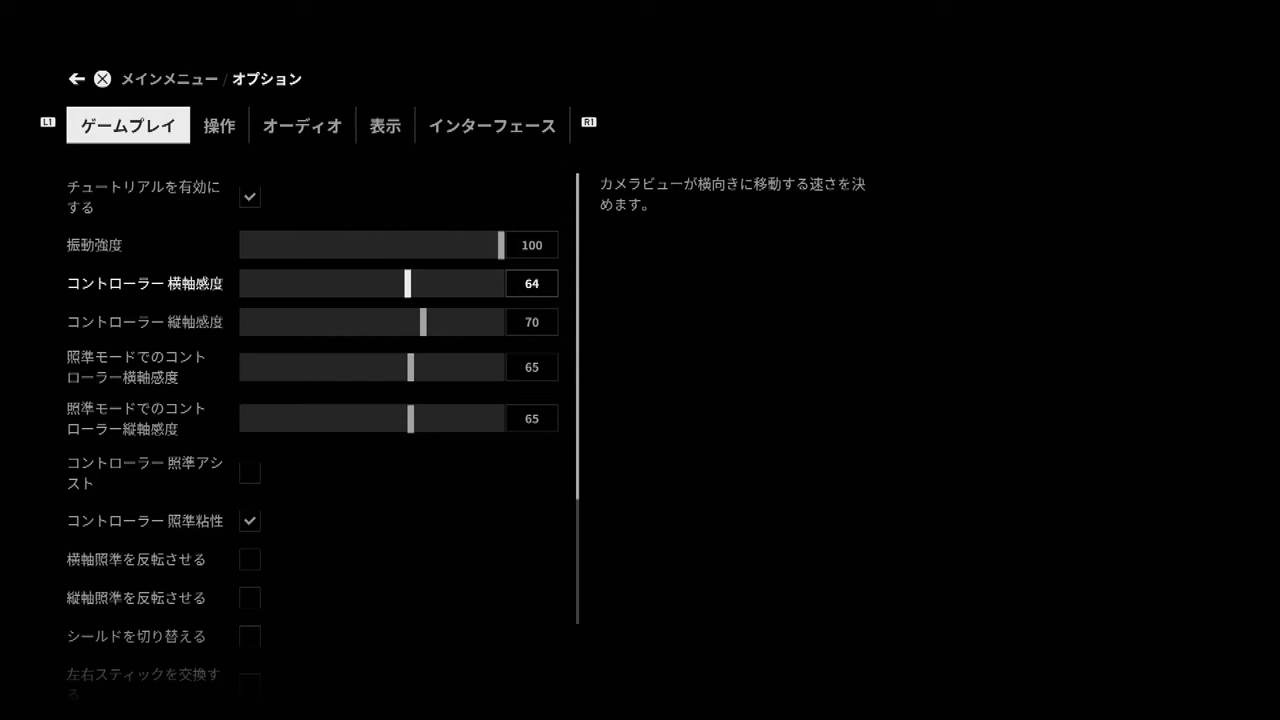 メインメニュー / オプション
L1 ゲームプレイ 操作 オーディオ 表示 インターフェース R1
チュートリアルを有効に
する
振動強度 100
コントローラー 横軸感度 64
コントローラー 縦軸感度 70
照準モードでのコント
ローラー横軸感度 65
照準モードでのコント
ローラー縦軸感度 65
コントローラー 照準アシ
スト
コントローラー 照準粘性
横軸照準を反転させる
縦軸照準を反転させる
シールドを切り替える
左右スティックを交換す
る
カメラビューが横向きに移動する速さを決
めます。